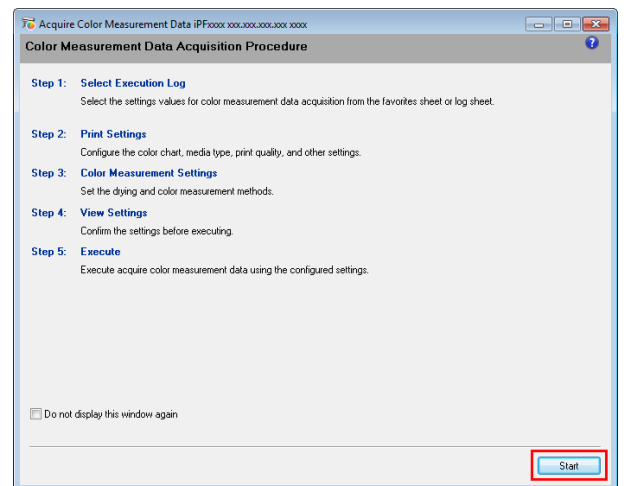 Acquire Color Measurement Data iPFxxxx xxx.xxx.xxx.xxx xxxx
Color Measurement Data Acquisition Procedure
Step 1: Select Execution Log
Select the settings values for color measurement data acquisition from the favorites sheet or log sheet.
Step 2: Print Settings
Configure the color chart, media type, print quality, and other settings.
Step 3: Color Measurement Settings
Set the drying and color measurement methods.
Step 4: View Settings
Confirm the settings before executing.
Step 5: Execute
Execute acquire color measurement data using the configured settings.
Do not display this window again
Start